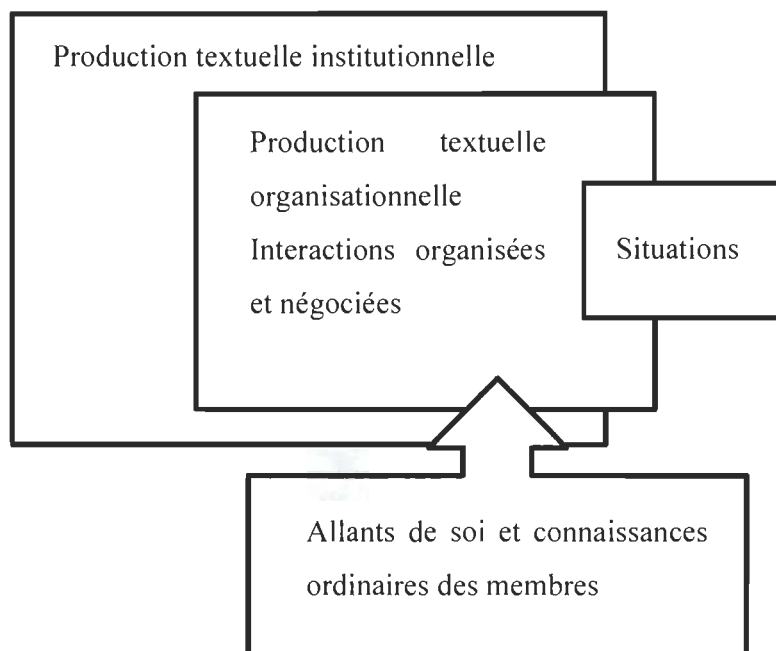 Production textuelle institutionnelle
Production textuelle
organisationnelle
Interactions organisées
et négociées
Situations
Allants de soi et connaissances
ordinaires des membres